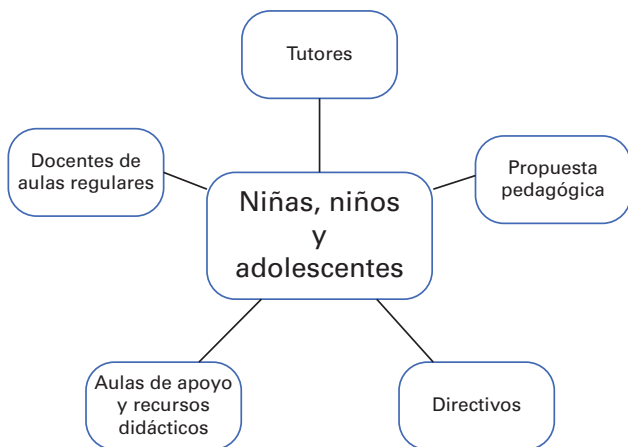 Tutores
Docentes de
aulas regulares
Propuesta
pedagógica
Niñas, niños
y
adolescentes
Aulas de apoyo
y recursos
didácticos
Directivos